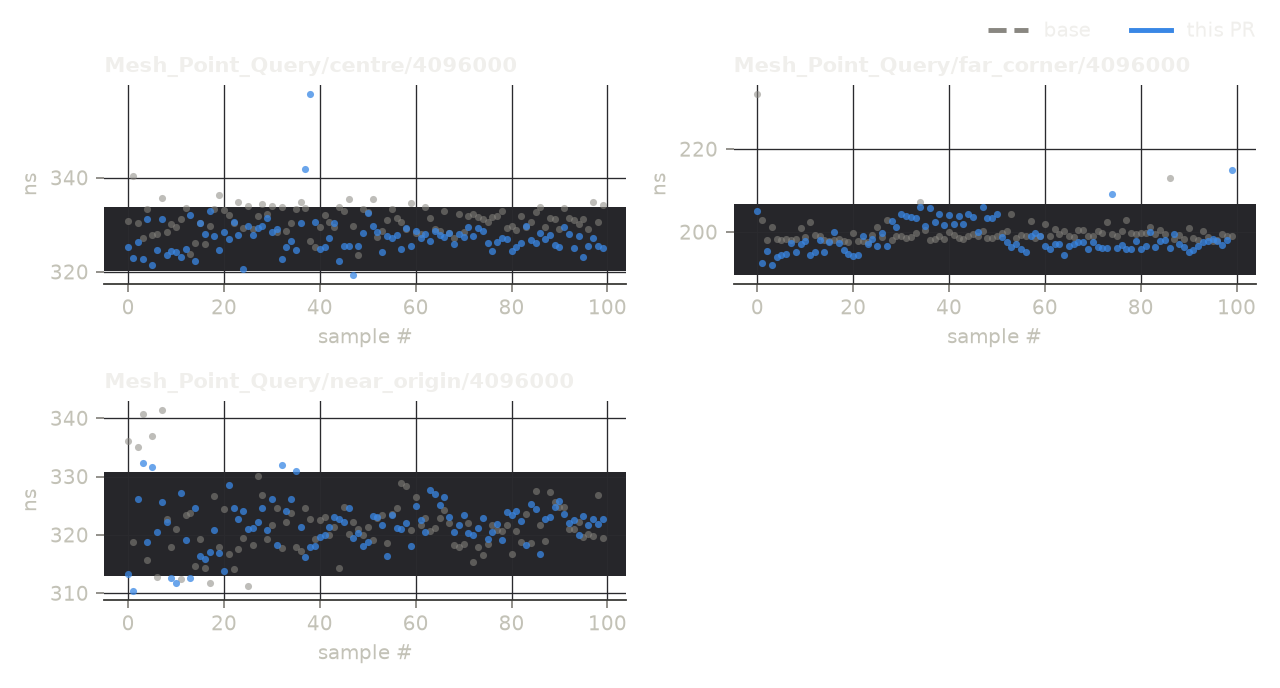 base this PR
Mesh_Point_Query/centre/4096000
ns
340
320
0 20 40 60 80 100
sample #
Mesh_Point_Query/far_corner/4096000
ns
220
200
0 20 40 60 80 100
sample #
Mesh_Point_Query/near_origin/4096000
ns
340
330
320
310
0 20 40 60 80 100
sample #